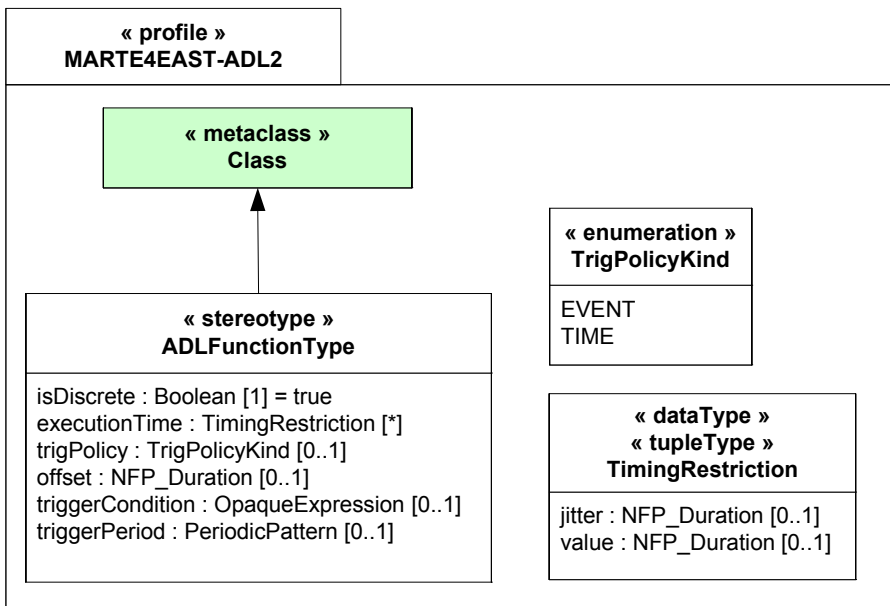 « profile »
MARTE4EAST-ADL2
« metaclass »
Class
« stereotype »
ADLFunctionType
isDiscrete : Boolean [1] = true
executionTime : TimingRestriction [*]
trigPolicy : TrigPolicyKind [0..1]
offset : NFP_Duration [0..1]
triggerCondition : OpaqueExpression [0..1]
triggerPeriod : PeriodicPattern [0..1]
« enumeration »
TrigPolicyKind
EVENT
TIME
« dataType »
« tupleType »
TimingRestriction
jitter : NFP_Duration [0..1]
value : NFP_Duration [0..1]